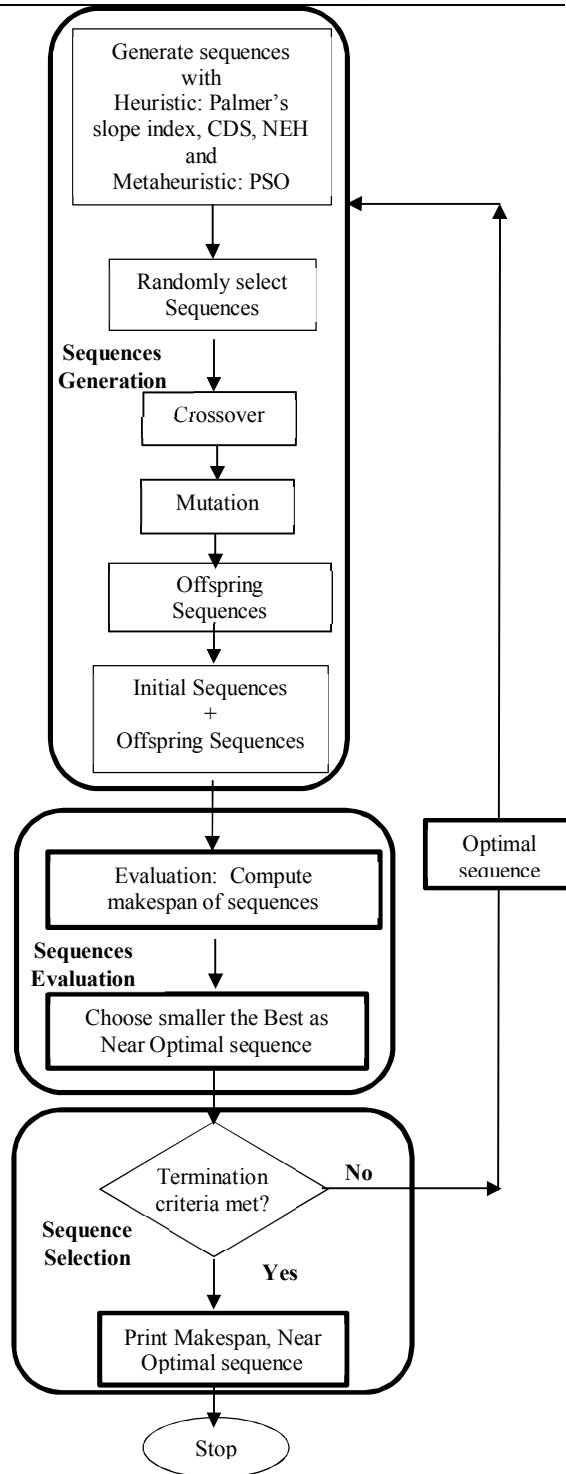 Generate sequences
with
Heuristic: Palmer's
slope index, CDS, NEH
and
Metaheuristic: PSO
Randomly select
Sequences
Sequences
Generation
Crossover
Mutation
Offspring
Sequences
Initial Sequences
+
Offspring Sequences
Evaluation: Compute
makespan of sequences
Sequences
Evaluation
Choose smaller the Best as
Near Optimal sequence
Optimal
sequence
Termination
criteria met?
No
Sequence
Selection
Yes
Print Makespan, Near
Optimal sequence
Stop